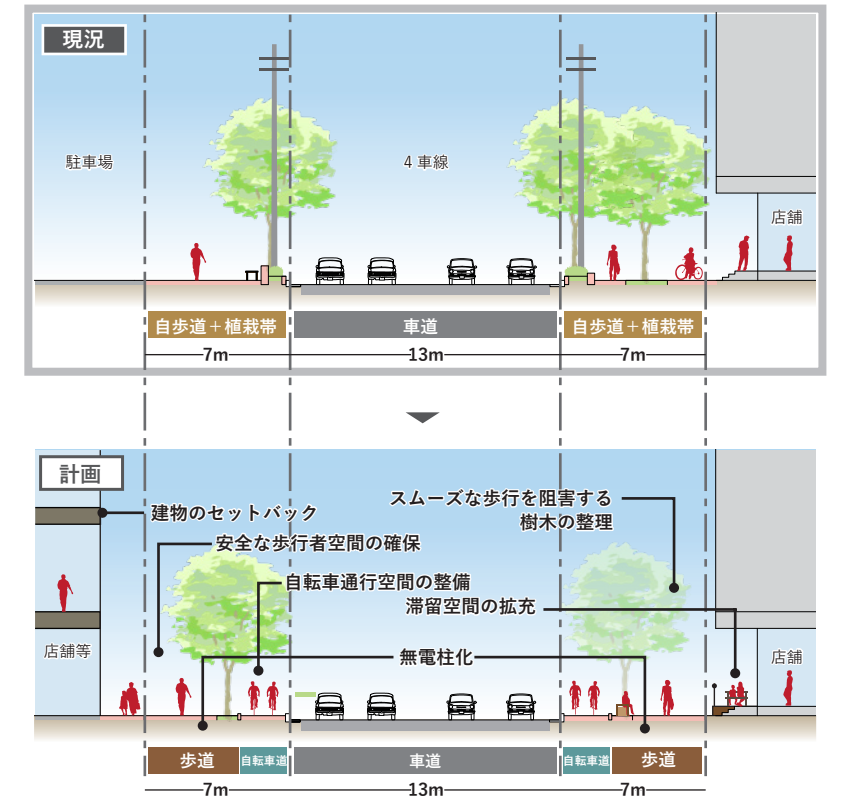 現況
駐車場
4 車線
店舗
自歩道＋植栽帯
車道
自歩道＋植栽帯
7m
13m
7m
計画
建物のセットバック
安全な歩行者空間の確保
自転車通行空間の整備
スムーズな歩行を阻害する
樹木の整理
滞留空間の拡充
無電柱化
店舗等
店舗
歩道
自転車道
車道
自転車道
歩道
7m
13m
7m